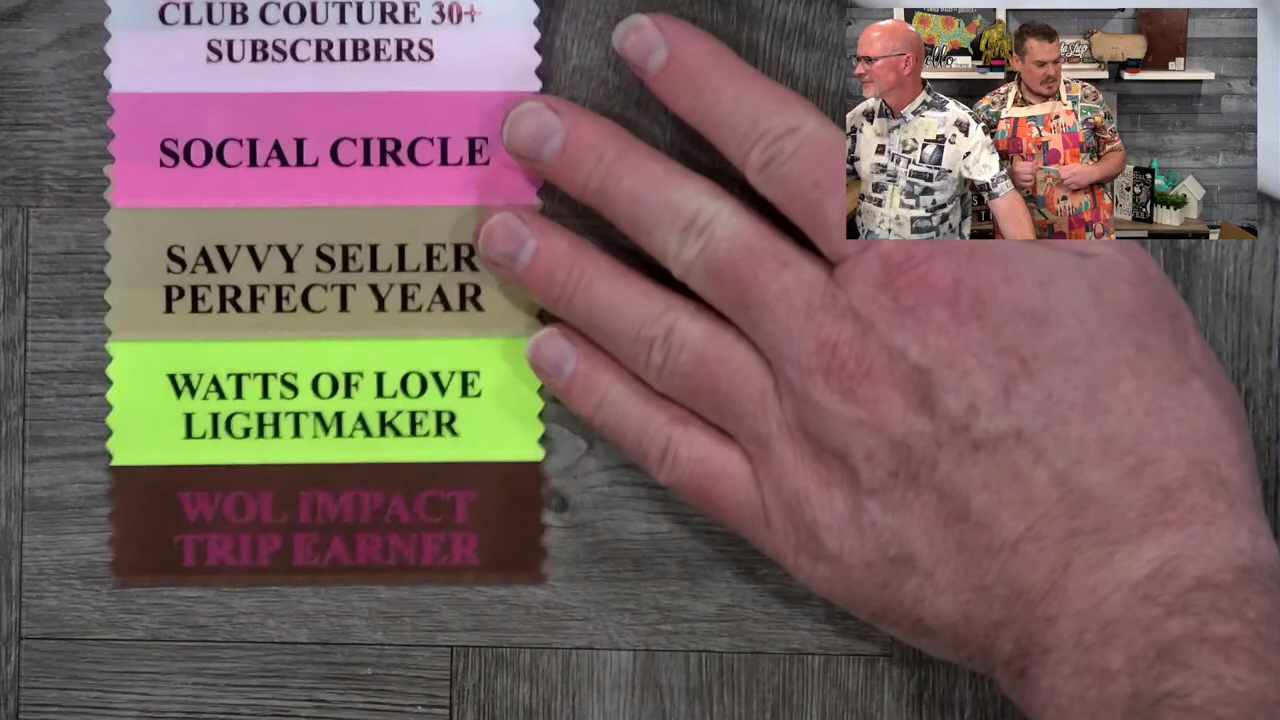 CLUB COUTURE 30+
SUBSCRIBERS
SOCIAL CIRCLE
SAVVY SELLER
PERFECT YEAR
WATTS OF LOVE
LIGHTMAKER
WOL IMPACT
TRIP EARNER